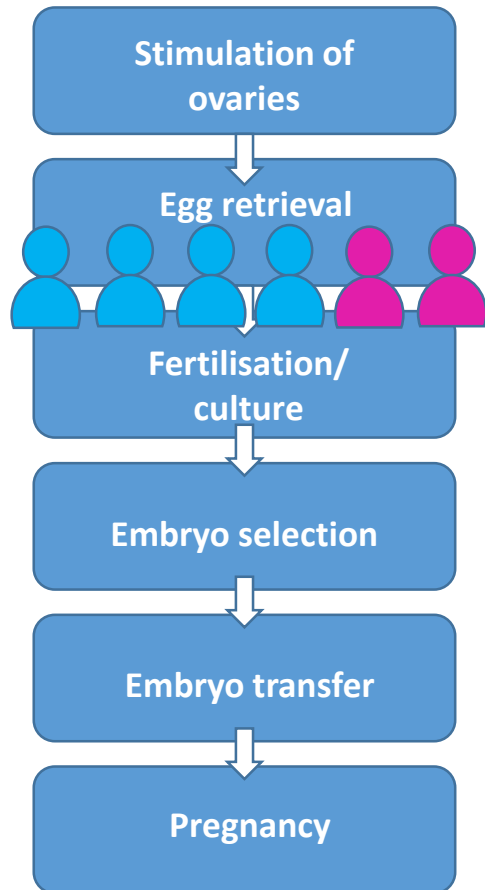 Stimulation of
ovaries
Egg retrieval
Fertilisation/
culture
Embryo selection
Embryo transfer
Pregnancy